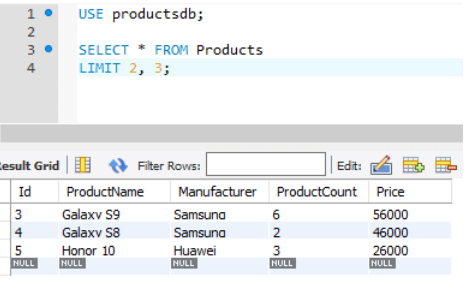 1 USE productsdb;
2
3 SELECT * FROM Products
4 LIMIT 2, 3;
Result Grid Filter Rows: Edit:
Id ProductName Manufacturer ProductCount Price
3 Galaxy S9 Samsung 6 56000
4 Galaxy S8 Samsung 2 46000
5 Honor 10 Huawei 3 26000
NULL NULL NULL NULL NULL